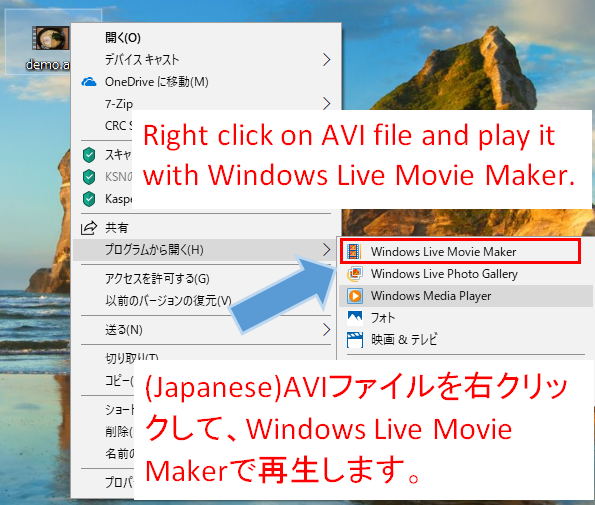 demo.a
開く(O)
デバイス キャスト
OneDrive に移動(M)
7-Zip
CRC S
Right click on AVI file and play it
with Windows Live Movie Maker.
スキャ
KSNの
Kaspe
共有
プログラムから開く(H)
Windows Live Movie Maker
Windows Live Photo Gallery
Windows Media Player
フォト
映画 & テレビ
アクセスを許可する(G)
以前のバージョンの復元(V)
送る(N)
切り取り(T)
コピー(
ショート
削除(
名前の
プロパ
(Japanese)AVIファイルを右クリッ
クして、Windows Live Movie
Makerで再生します。